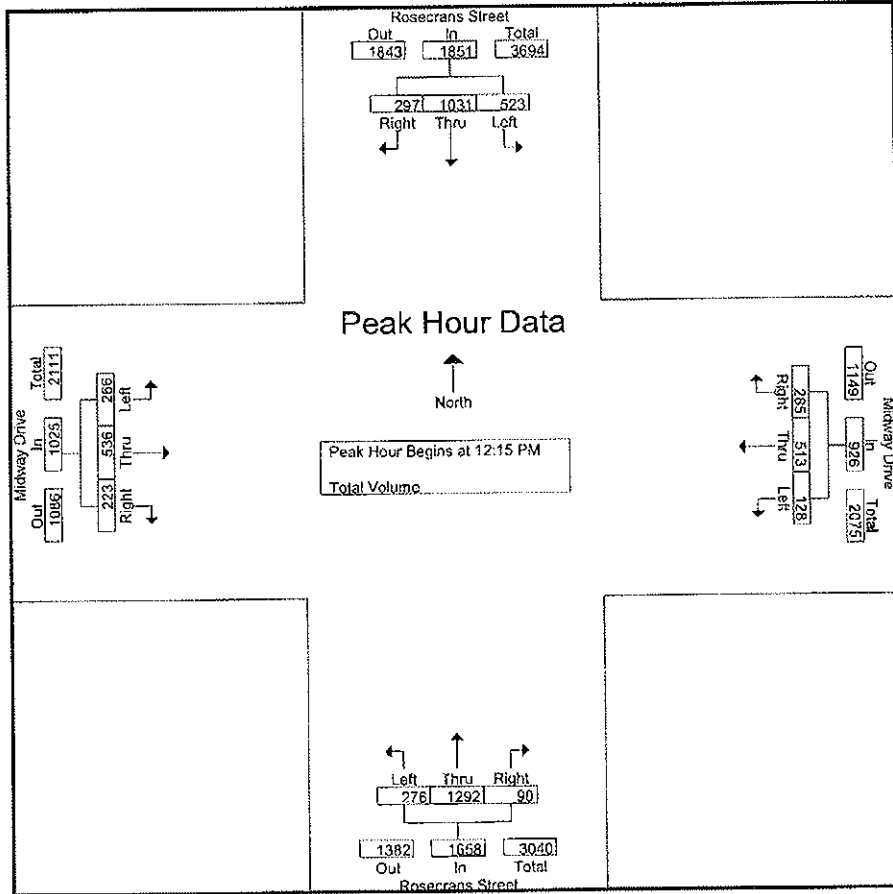 Rosecrans Street
Out In Total
1843 1851 3694
297 1031 523
Right Thru Left
Peak Hour Data
North
Peak Hour Begins at 12:15 PM
Total Volume
Midway Drive
Total In Out
2111 1025 1086
266 536 223
Left Thru Right
Midway Drive
Out In Total
1149 926 2075
285 513 128
Right Thru Left
Left Thru Right
276 1292 90
1382 1658 3040
Out In Total
Rosecrans Street